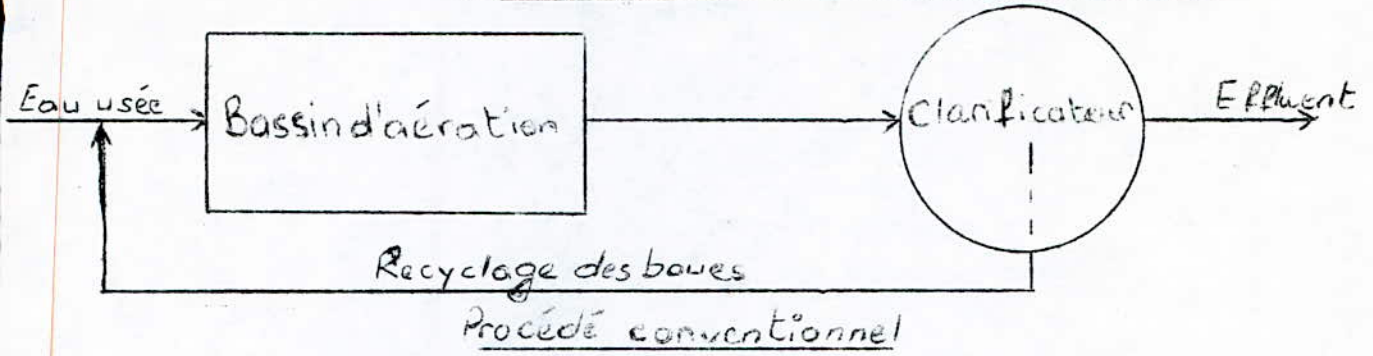 Eau usée
Bassin d'aération
Clarificateur
Effluent
Recyclage des boues
Procédé conventionnel